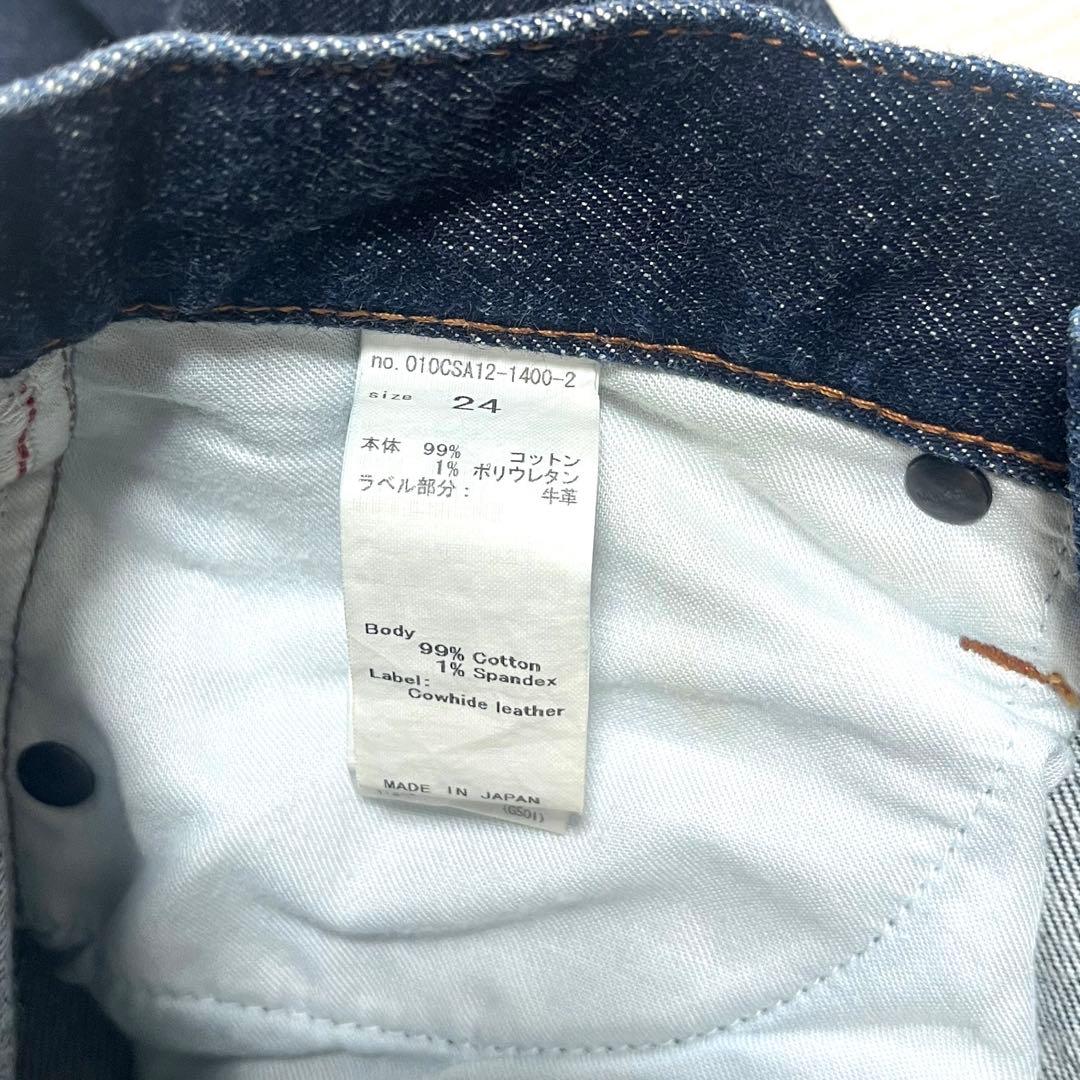 no. 010CSA12-1400-2
size 24
本体 99% コットン
1% ポリウレタン
ラベル部分: 牛革
Body
99% Cotton
1% Spandex
Label:
Cowhide leather
MADE IN JAPAN
(GS01)